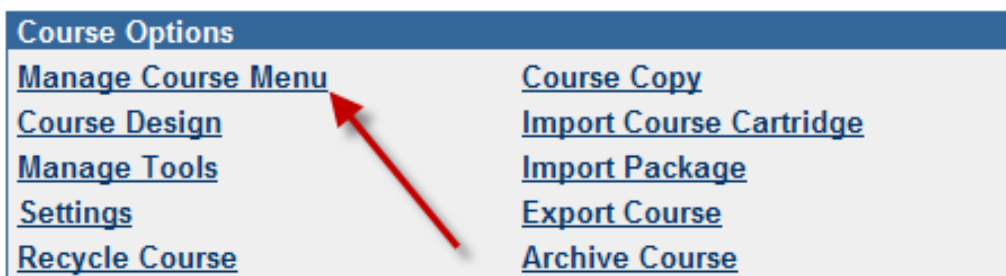 Course Options
Manage Course Menu
Course Copy
Course Design
Import Course Cartridge
Manage Tools
Import Package
Settings
Export Course
Recycle Course
Archive Course